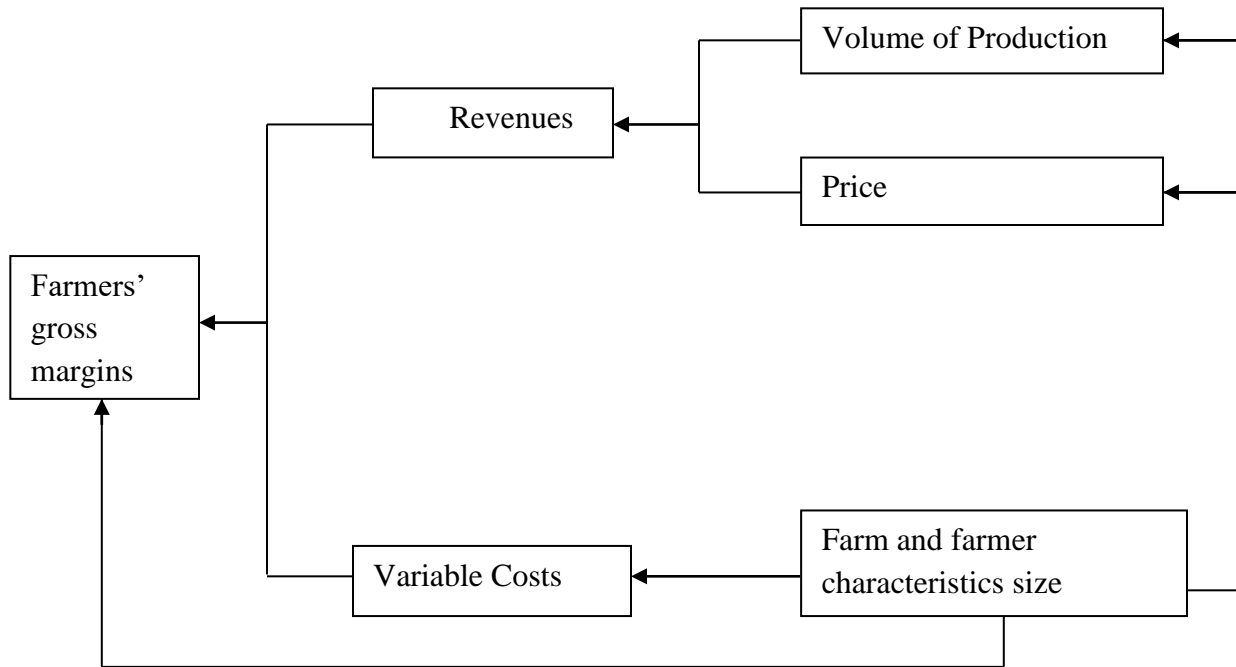 Volume of Production
Revenues
Price
Farmers’
gross
margins
Farm and farmer
characteristics size
Variable Costs